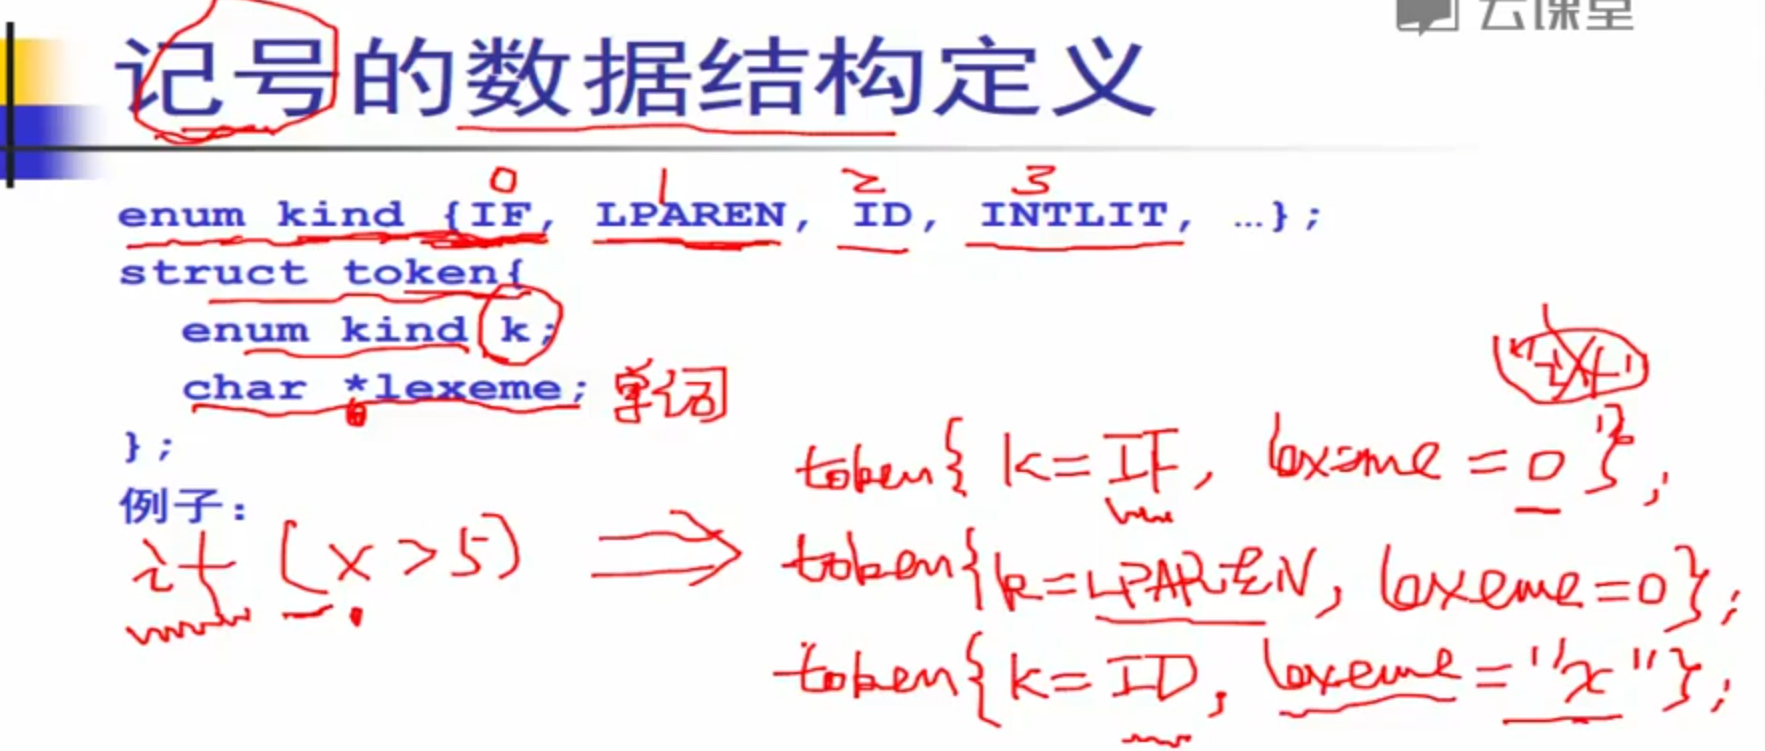 云课堂
记号的数据结构定义
0 1 2 3
enum kind {IF, LPAREN, ID, INTLIT, …};
struct token{
enum kind k;
char *lexeme; 单词
};
例子:
if (x>5)
"if"
token{ k=IF, lexeme=0};
token{k=LPAREN, lexeme=0};
token{k=ID, lexeme="x"};